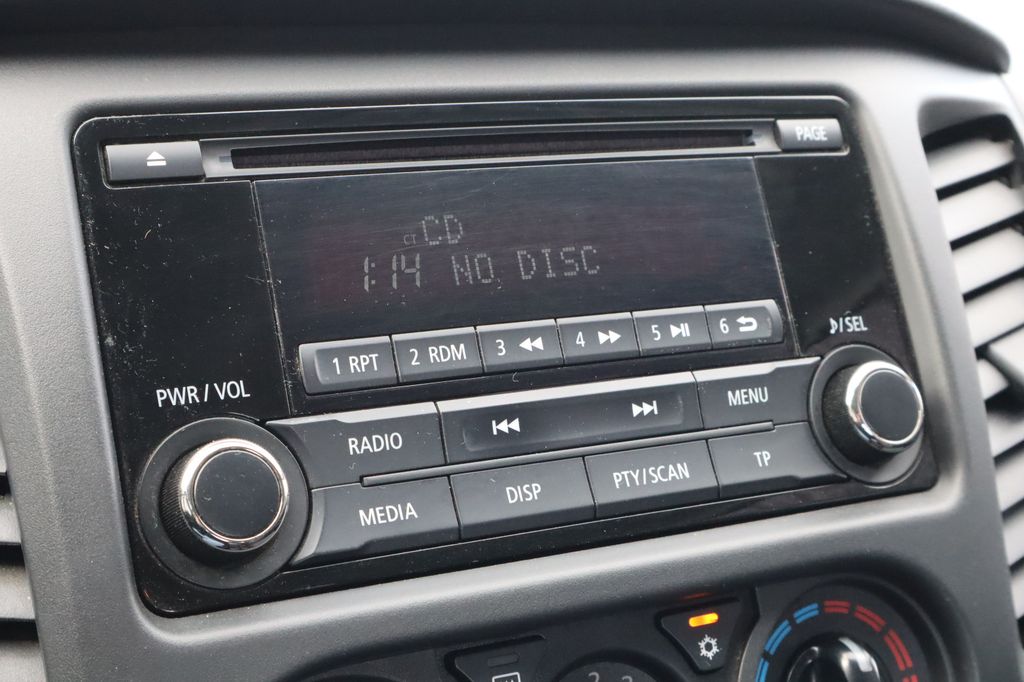 PAGE
CT CD
1:14 NO DISC
1 RPT 2 RDM 3 4 5 6
♪/SEL
PWR / VOL
RADIO MENU
MEDIA DISP PTY/SCAN TP